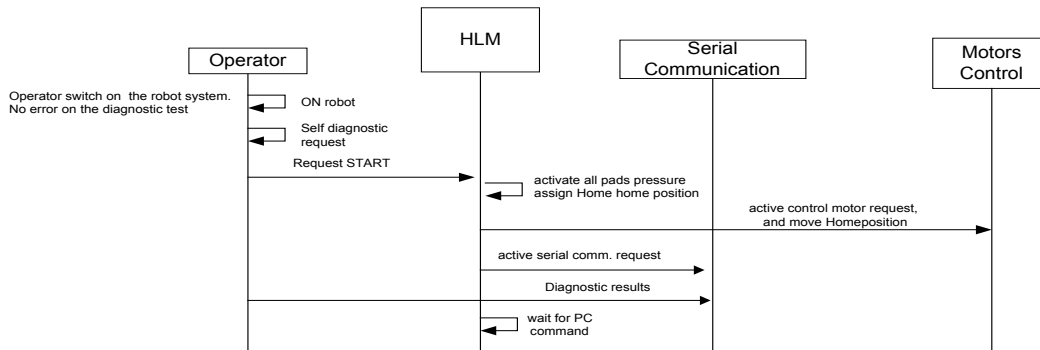 HLM
Serial
Communication
Motors
Control
Operator
Operator switch on the robot system.
No error on the diagnostic test
ON robot
Self diagnostic
request
Request START
activate all pads pressure
assign Home home position
active control motor request,
and move Homeposition
active serial comm. request
Diagnostic results
wait for PC
command